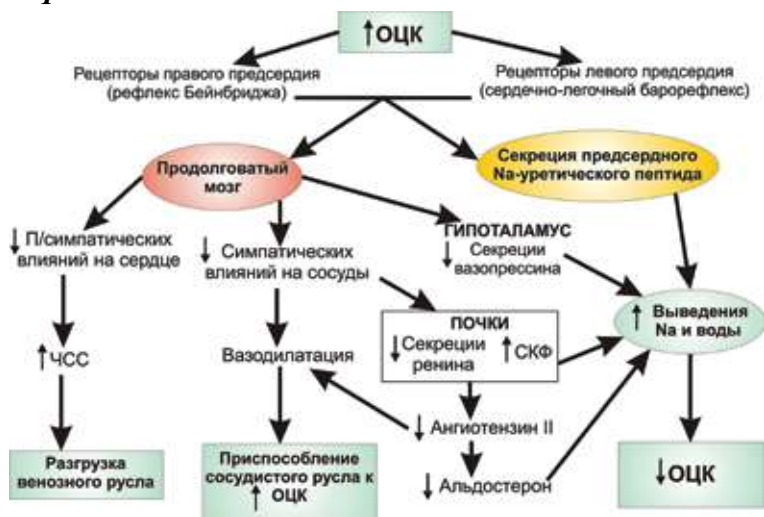 ↑ОЦК
Рецепторы правого предсердия
(рефлекс Бейнбриджа)
Рецепторы левого предсердия
(сердечно-легочный барорефлекс)
Продолговатый
мозг
Секреция предсердного
Na-уретического пептида
↓ П/симпатических
влияний на сердце
↓ Симпатических
влияний на сосуды
ГИПОТАЛАМУС
↓ Секреции
вазопрессина
↑ Выведения
Na и воды
ПОЧКИ
↓Секреции
ренина
↑СКФ
↑ЧСС
Вазодилатация
↓ Ангиотензин II
↓ Альдостерон
Разгрузка
венозного русла
Приспособление
сосудистого русла к
↑ ОЦК
↓ОЦК